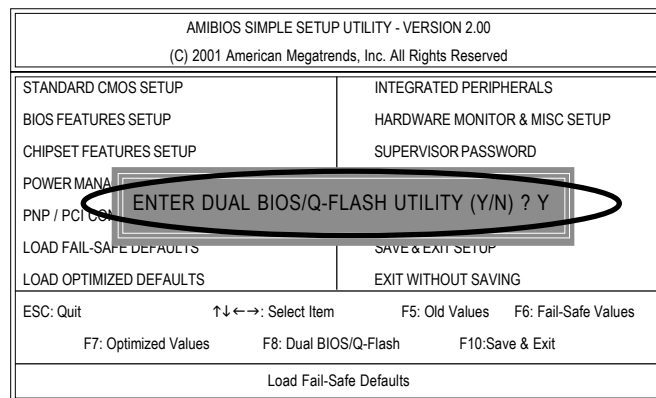 AMIBIOS SIMPLE SETUP UTILITY - VERSION 2.00
(C) 2001 American Megatrends, Inc. All Rights Reserved
STANDARD CMOS SETUP
INTEGRATED PERIPHERALS
BIOS FEATURES SETUP
HARDWARE MONITOR & MISC SETUP
CHIPSET FEATURES SETUP
SUPERVISOR PASSWORD
POWER MANA
ENTER DUAL BIOS/Q-FLASH UTILITY (Y/N) ? Y
PNP / PCI CON
LOAD FAIL-SAFE DEFAULTS
SAVE & EXIT SETUP
LOAD OPTIMIZED DEFAULTS
EXIT WITHOUT SAVING
ESC: Quit ↑↓←→: Select Item F5: Old Values F6: Fail-Safe Values
F7: Optimized Values F8: Dual BIOS/Q-Flash F10:Save & Exit
Load Fail-Safe Defaults